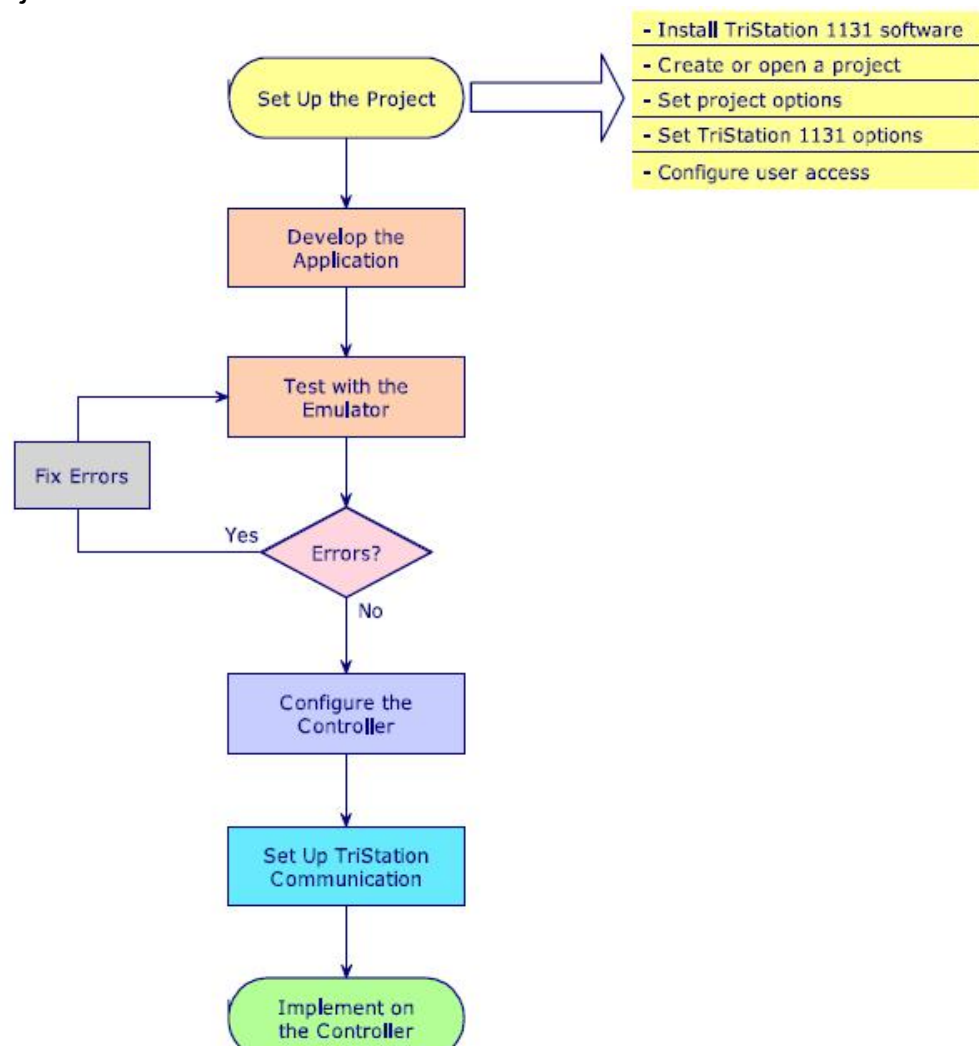 Set Up the Project
- Install TriStation 1131 software
- Create or open a project
- Set project options
- Set TriStation 1131 options
- Configure user access
Develop the
Application
Test with the
Emulator
Fix Errors
Yes
Errors?
No
Configure the
Controller
Set Up TriStation
Communication
Implement on
the Controller